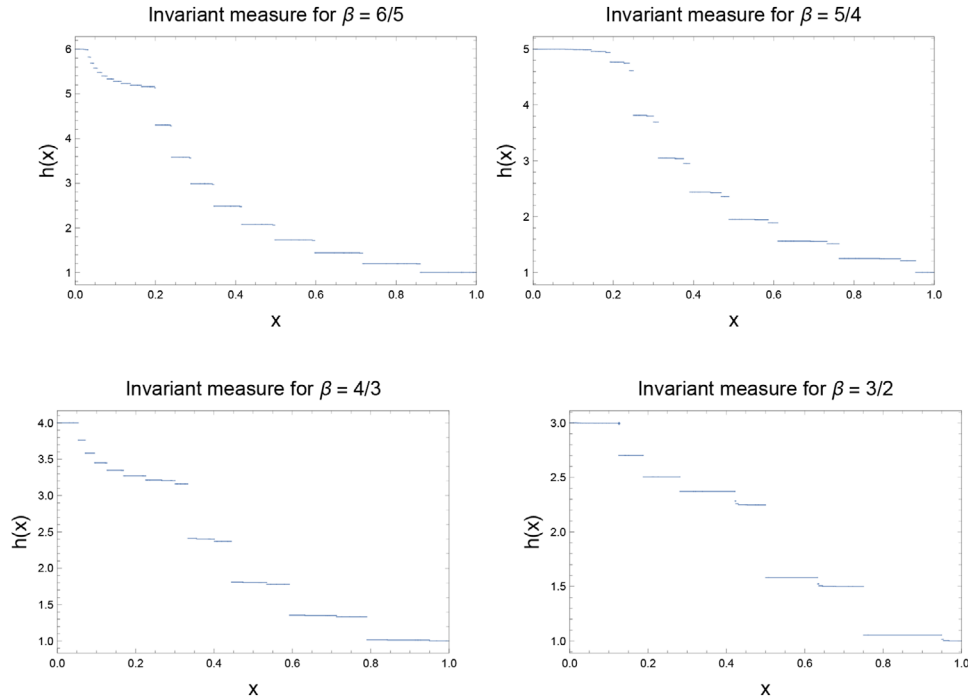 Invariant measure for β = 6/5
h(x)
6
5
4
3
2
1
0.0 0.2 0.4 0.6 0.8 1.0
x
Invariant measure for β = 5/4
h(x)
5
4
3
2
1
0.0 0.2 0.4 0.6 0.8 1.0
x
Invariant measure for β = 4/3
h(x)
4.0
3.5
3.0
2.5
2.0
1.5
1.0
0.0 0.2 0.4 0.6 0.8 1.0
x
Invariant measure for β = 3/2
h(x)
3.0
2.5
2.0
1.5
1.0
0.0 0.2 0.4 0.6 0.8 1.0
x